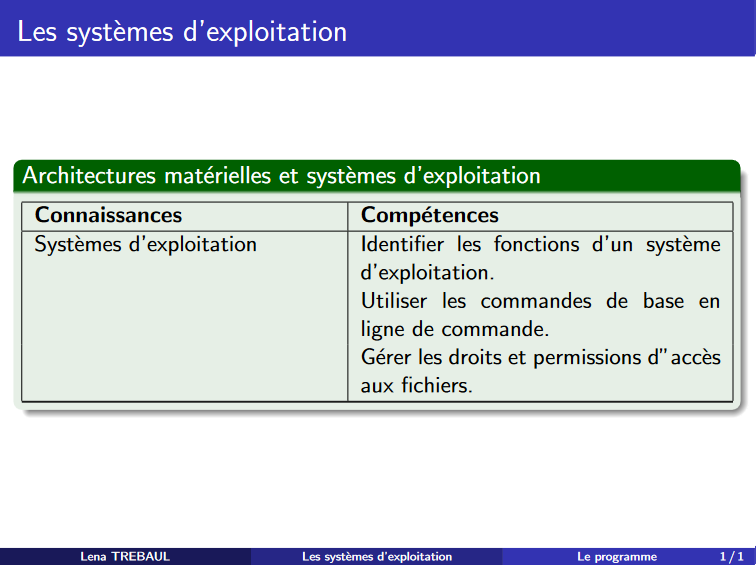 Les systèmes d'exploitation
Architectures matérielles et systèmes d'exploitation
Connaissances
Compétences
Systèmes d'exploitation
Identifier les fonctions d'un système
d'exploitation.
Utiliser les commandes de base en
ligne de commande.
Gérer les droits et permissions d''accès
aux fichiers.
Lena TREBAUL
Les systèmes d'exploitation
Le programme
1 / 1